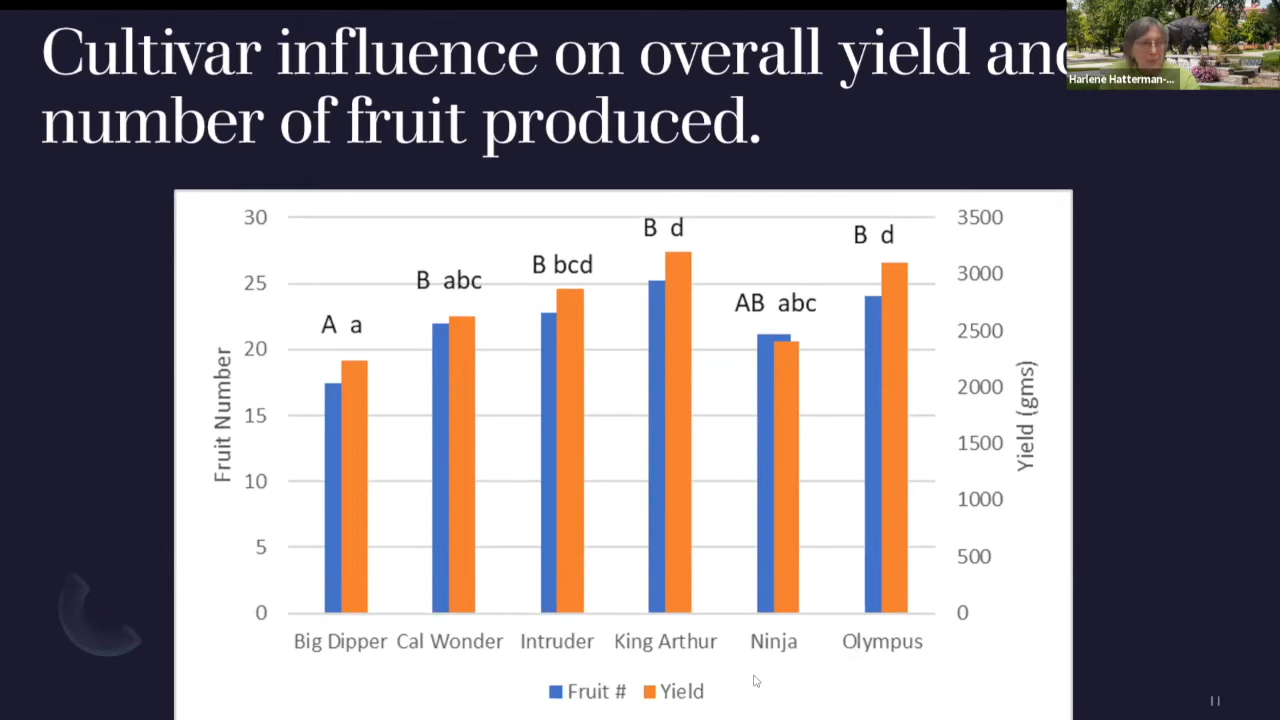 Cultivar influence on overall yield and
number of fruit produced.
Harlene Hatterman-...
30
25
20
15
10
5
0
Fruit Number
3500
3000
2500
2000
1500
1000
500
0
Yield (gms)
A a
B abc
B bcd
B d
AB abc
B d
Big Dipper Cal Wonder Intruder King Arthur Ninja Olympus
Fruit # Yield
11